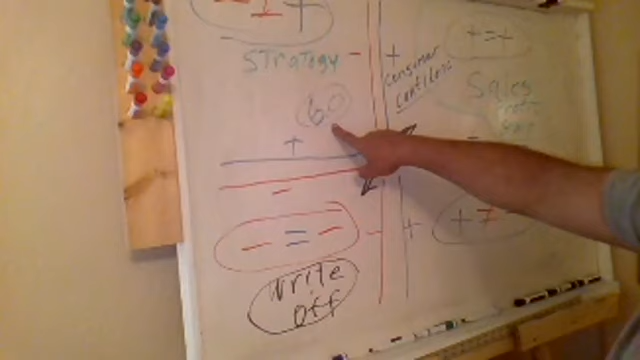 STRATEGY - +
Consumer
Confidence
+ = +
Sales
60
+
-
- = -
-
+
+ 7 -
Write
Off